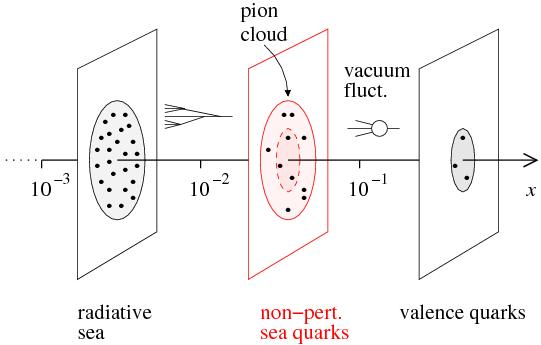 pion
cloud
vacuum
fluct.
10⁻³
10⁻²
10⁻¹
x
radiative
sea
non−pert.
sea quarks
valence quarks